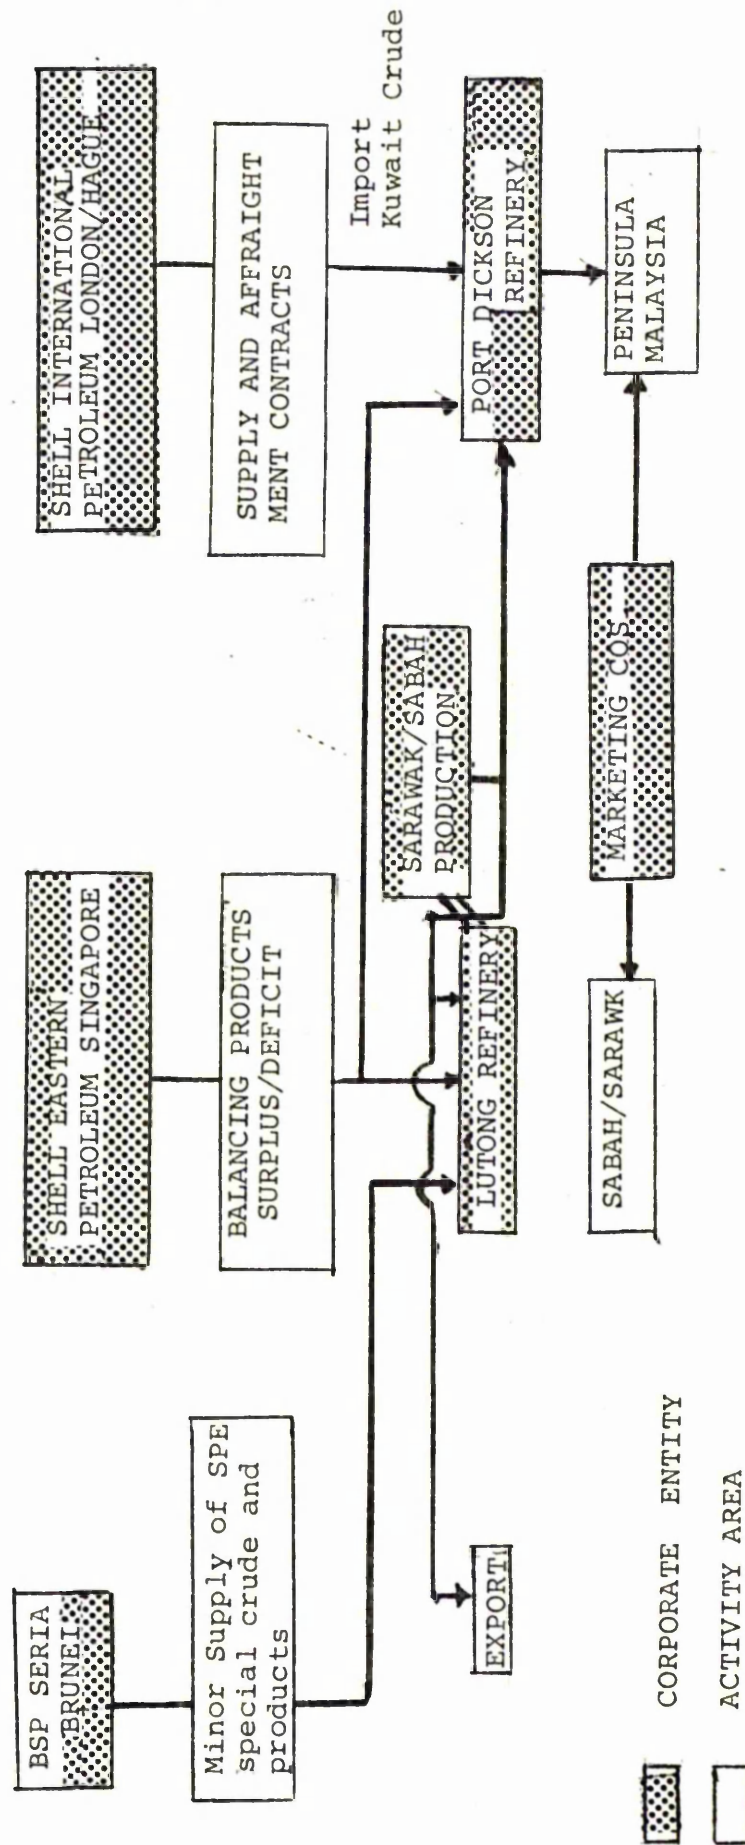 BSP SERIA
BRUNEI
SHELL EASTERN
PETROLEUM SINGAPORE
SHELL INTERNATIONAL
PETROLEUM LONDON/HAGUE
Minor Supply of SPE
special crude and
products
BALANCING PRODUCTS
SURPLUS/DEFICIT
SUPPLY AND AFFRAIGHT
MENT CONTRACTS
Import
Kuwait Crude
SARAWAK/SABAH
PRODUCTION
EXPORT
LUTONG REFINERY
PORT DICKSON
REFINERY
SABAH/SARAWK
MARKETING COS
PENINSULA
MALAYSIA
CORPORATE ENTITY
ACTIVITY AREA